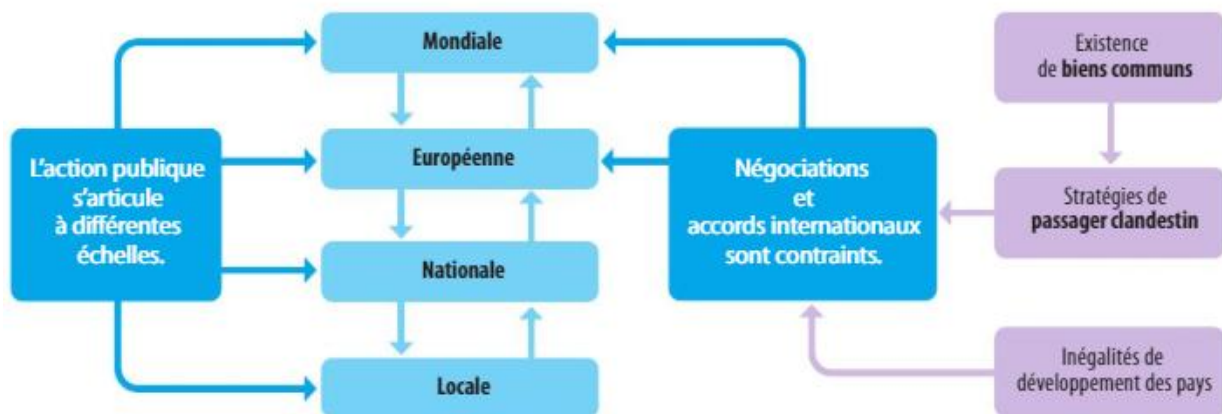 L'action publique
s'articule
à différentes
échelles.
Mondiale
Européenne
Nationale
Locale
Négociations
et
accords internationaux
sont contraints.
Existence
de biens communs
Stratégies de
passager clandestin
Inégalités de
développement des pays